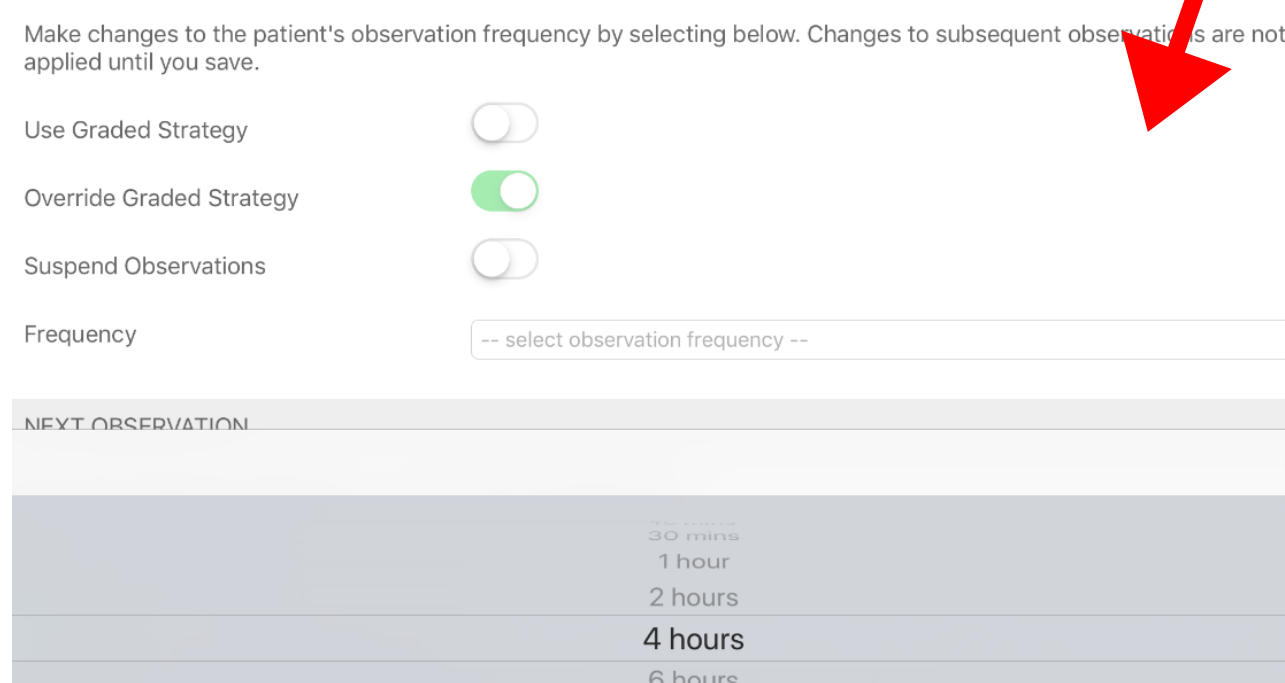 Make changes to the patient's observation frequency by selecting below. Changes to subsequent observations are not
applied until you save.
Use Graded Strategy
Override Graded Strategy
Suspend Observations
Frequency
-- select observation frequency --
NEXT OBSERVATION
30 mins
1 hour
2 hours
4 hours
6 hours